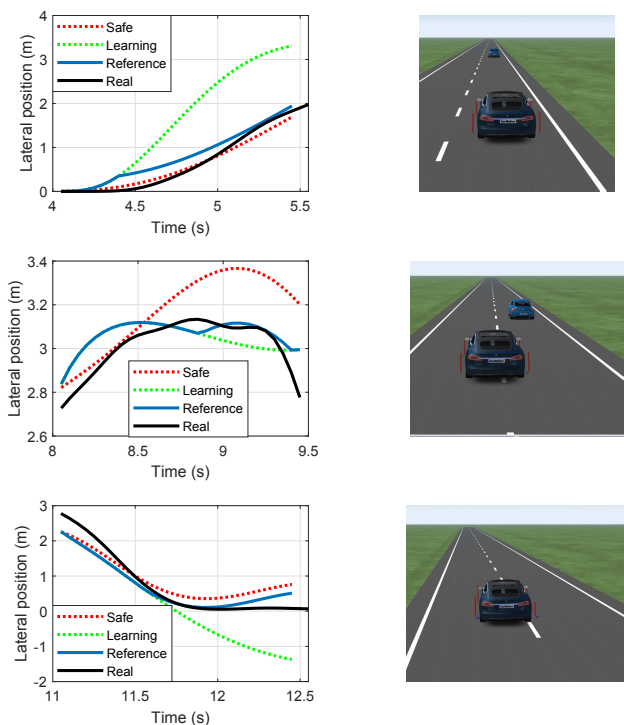 4
3
2
1
0
Lateral position (m)
Safe
Learning
Reference
Real
4
4.5
5
5.5
Time (s)
3.4
3.2
3
2.8
2.6
Lateral position (m)
Safe
Learning
Reference
Real
8
8.5
9
9.5
Time (s)
3
2
1
0
-1
-2
Lateral position (m)
Safe
Learning
Reference
Real
11
11.5
12
12.5
Time (s)